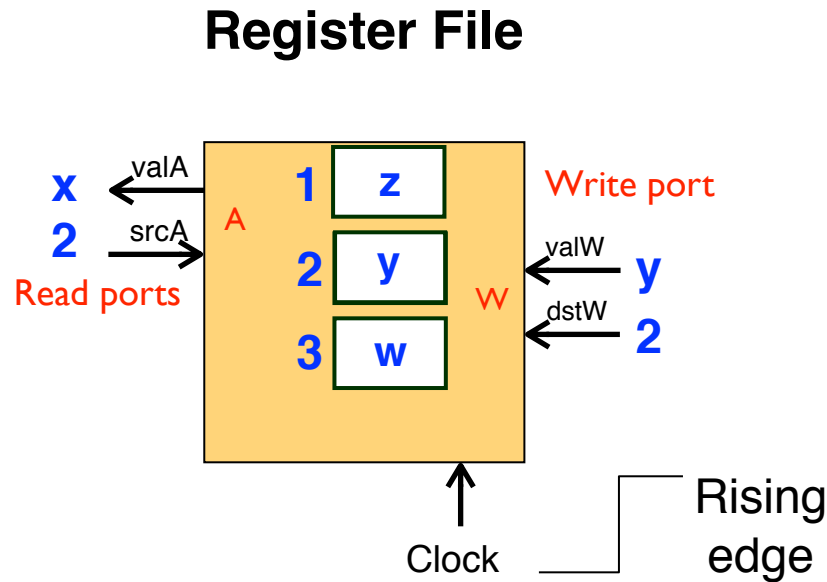 Register File
x
valA
1
z
Write port
2
srcA
A
Read ports
2
y
valW
y
W
dstW
2
3
w
Clock
Rising
edge